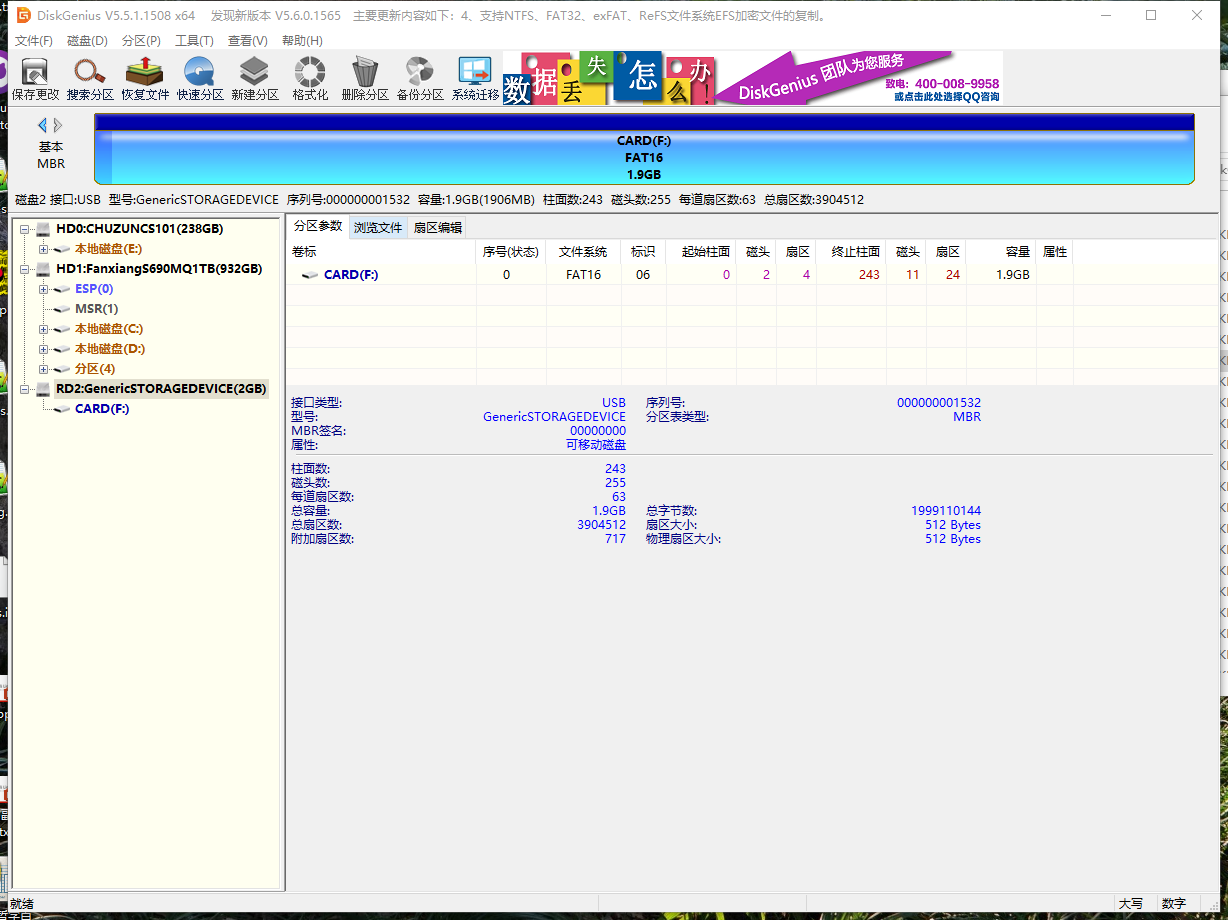 DiskGenius V5.5.1.1508 x64 发现新版本 V5.6.0.1565 主要更新内容如下：4、支持NTFS、FAT32、exFAT、ReFS文件系统EFS加密文件的复制。
文件(F) 磁盘(D) 分区(P) 工具(T) 查看(V) 帮助(H)
保存更改 搜索分区 恢复文件 快速分区 新建分区 格式化 删除分区 备份分区 系统迁移
数据丢失怎么办!
DiskGenius 团队为您服务
致电：400-008-9958
或点击此处选择QQ咨询
基本
MBR
CARD(F:)
FAT16
1.9GB
磁盘2 接口:USB 型号:GenericSTORAGEDEVICE 序列号:000000001532 容量:1.9GB(1906MB) 柱面数:243 磁头数:255 每道扇区数:63 总扇区数:3904512
HD0:CHUZUNCS101(238GB)
本地磁盘(E:)
HD1:FanxiangS690MQ1TB(932GB)
ESP(0)
MSR(1)
本地磁盘(C:)
本地磁盘(D:)
分区(4)
RD2:GenericSTORAGEDEVICE(2GB)
CARD(F:)
分区参数 浏览文件 扇区编辑
卷标 序号(状态) 文件系统 标识 起始柱面 磁头 扇区 终止柱面 磁头 扇区 容量 属性
CARD(F:) 0 FAT16 06 0 2 4 243 11 24 1.9GB
接口类型: USB 序列号: 000000001532
型号: GenericSTORAGEDEVICE 分区表类型: MBR
MBR签名: 00000000
属性: 可移动磁盘
柱面数: 243
磁头数: 255
每道扇区数: 63
总容量: 1.9GB 总字节数: 1999110144
总扇区数: 3904512 扇区大小: 512 Bytes
附加扇区数: 717 物理扇区大小: 512 Bytes
就绪 大写 数字